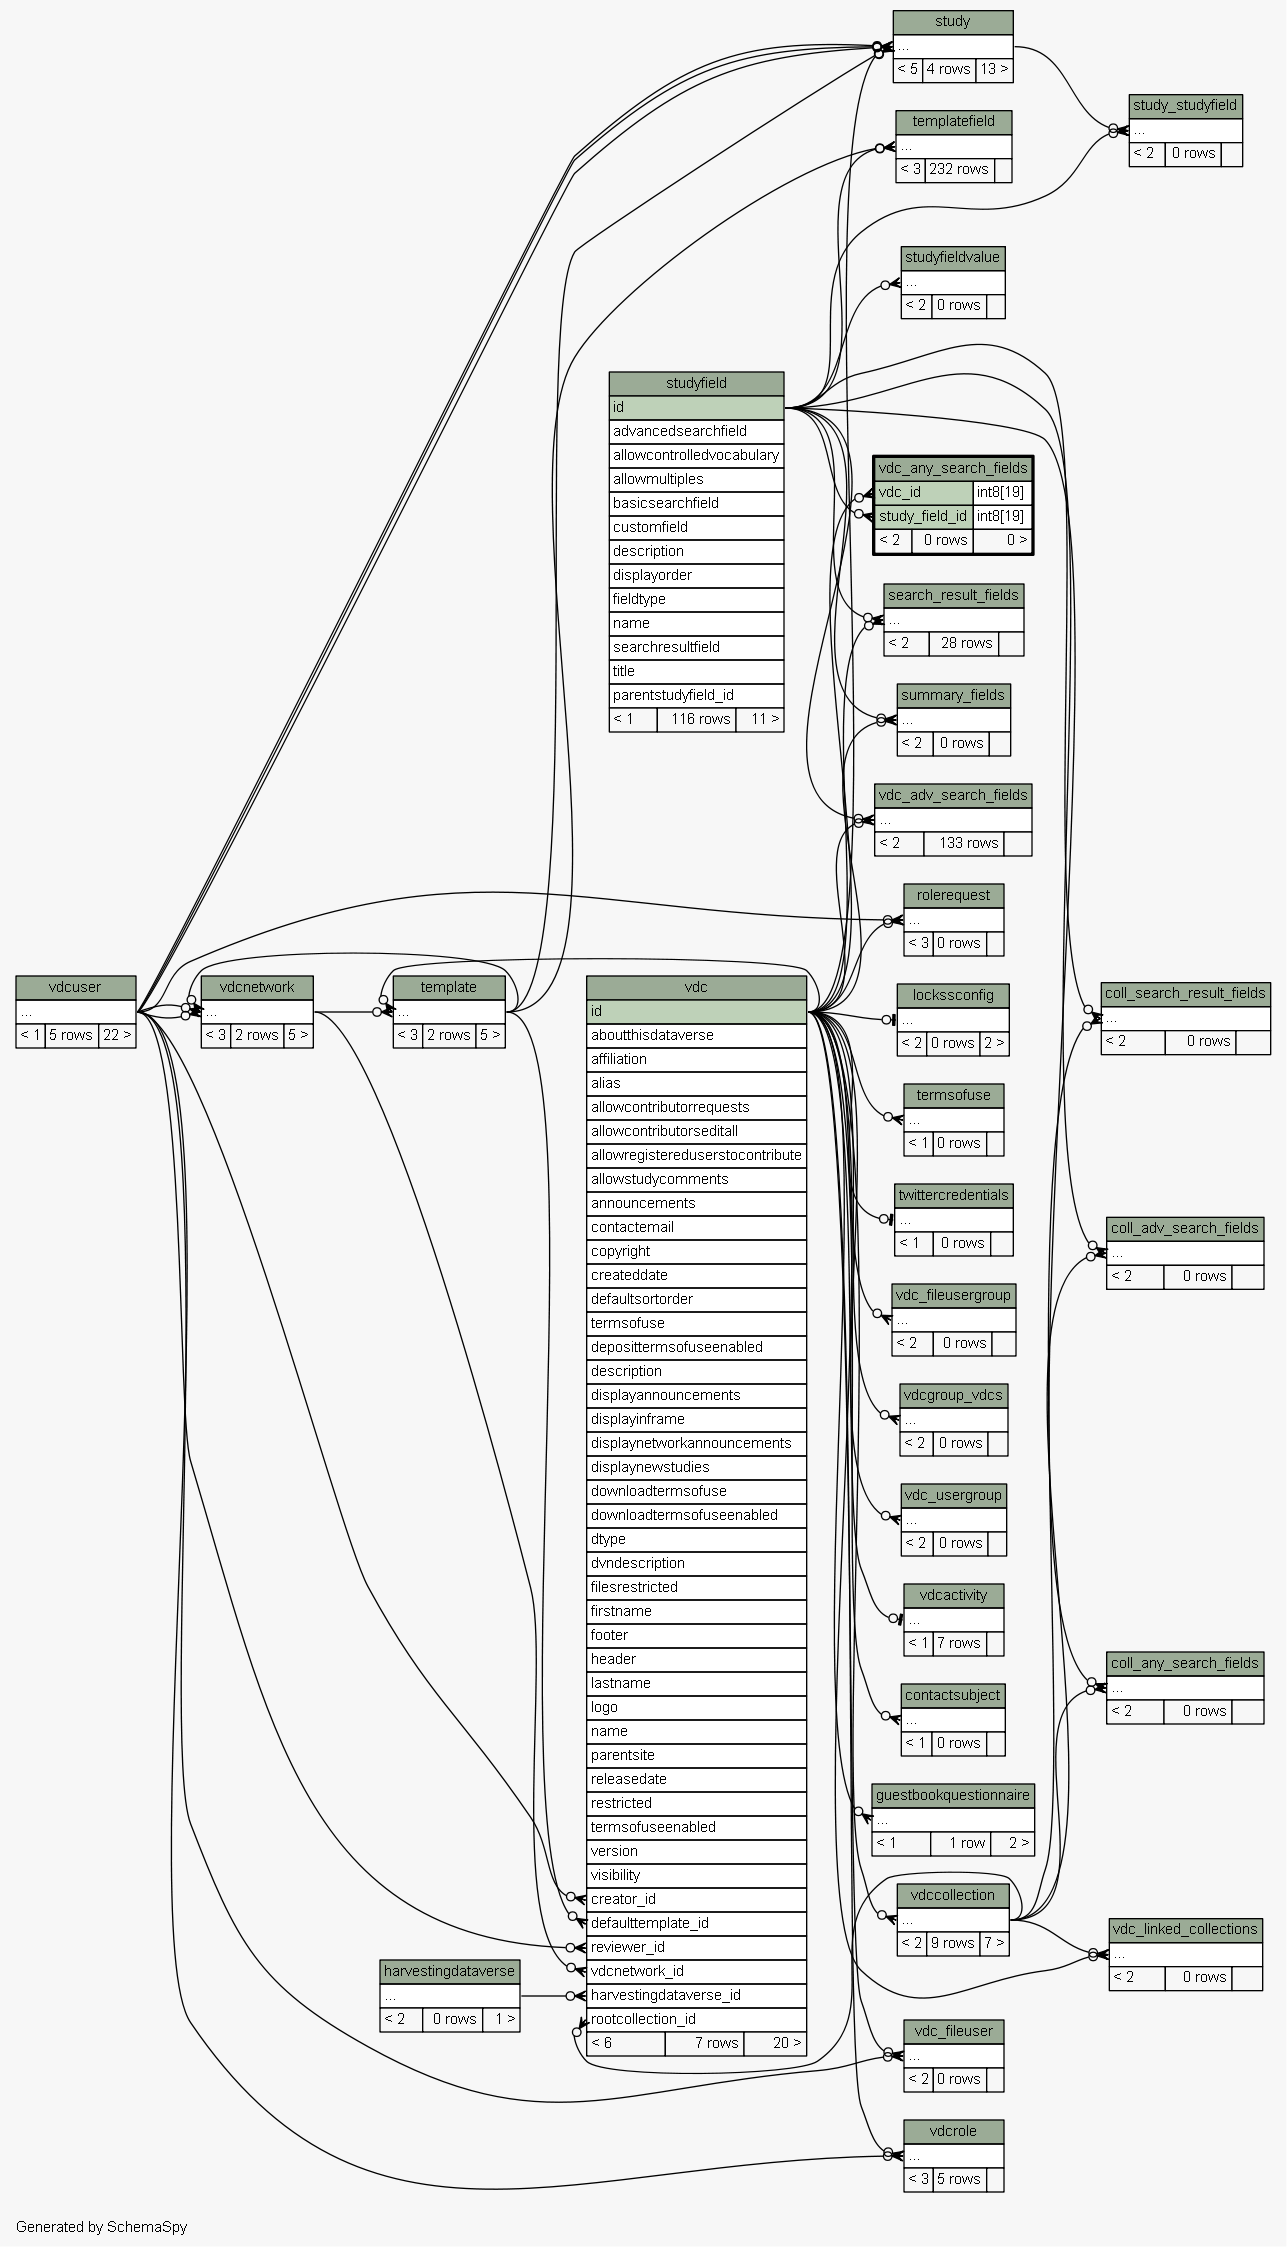 study
...
< 5 4 rows 13 >
study_studyfield
...
< 2 0 rows
templatefield
...
< 3 232 rows
studyfieldvalue
...
< 2 0 rows
studyfield
id
advancedsearchfield
allowcontrolledvocabulary
allowmultiples
basicsearchfield
customfield
description
displayorder
fieldtype
name
searchresultfield
title
parentstudyfield_id
< 1 116 rows 11 >
vdc_any_search_fields
vdc_id int8[19]
study_field_id int8[19]
< 2 0 rows 0 >
search_result_fields
...
< 2 28 rows
summary_fields
...
< 2 0 rows
vdc_adv_search_fields
...
< 2 133 rows
rolerequest
...
< 3 0 rows
vdcuser
...
< 1 5 rows 22 >
vdcnetwork
...
< 3 2 rows 5 >
template
...
< 3 2 rows 5 >
vdc
id
aboutthisdataverse
affiliation
alias
allowcontributorrequests
allowcontributorseditall
allowregistereduserstocontribute
allowstudycomments
announcements
contactemail
copyright
createddate
defaultsortorder
termsofuse
deposittermsofuseenabled
description
displayannouncements
displayinframe
displaynetworkannouncements
displaynewstudies
downloadtermsofuse
downloadtermsofuseenabled
dtype
dvndescription
filesrestricted
firstname
footer
header
lastname
logo
name
parentsite
releasedate
restricted
termsofuseenabled
version
visibility
creator_id
defaulttemplate_id
reviewer_id
vdcnetwork_id
harvestingdataverse_id
rootcollection_id
< 6 7 rows 20 >
harvestingdataverse
...
< 2 0 rows 1 >
lockssconfig
...
< 2 0 rows 2 >
termsofuse
...
< 1 0 rows
twittercredentials
...
< 1 0 rows
vdc_fileusergroup
...
< 2 0 rows
vdcgroup_vdcs
...
< 2 0 rows
vdc_usergroup
...
< 2 0 rows
vdcactivity
...
< 1 7 rows
contactsubject
...
< 1 0 rows
guestbookquestionnaire
...
< 1 1 row 2 >
vdccollection
...
< 2 9 rows 7 >
vdc_fileuser
...
< 2 0 rows
vdcrole
...
< 3 5 rows
coll_search_result_fields
...
< 2 0 rows
coll_adv_search_fields
...
< 2 0 rows
coll_any_search_fields
...
< 2 0 rows
vdc_linked_collections
...
< 2 0 rows
Generated by SchemaSpy